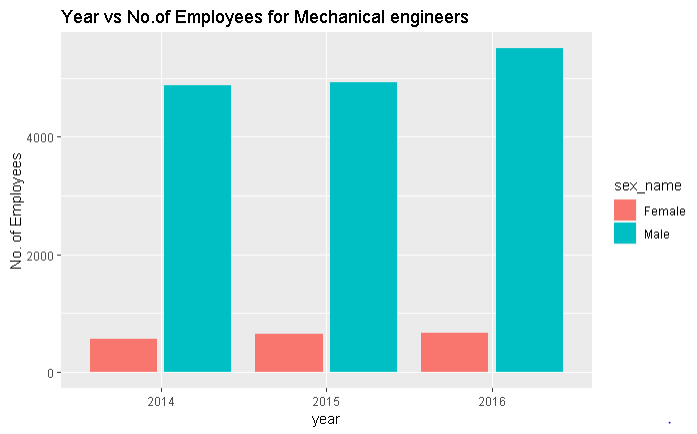 Year vs No.of Employees for Mechanical engineers
No. of Employees
4000
2000
0
2014
2015
2016
year
sex_name
Female
Male